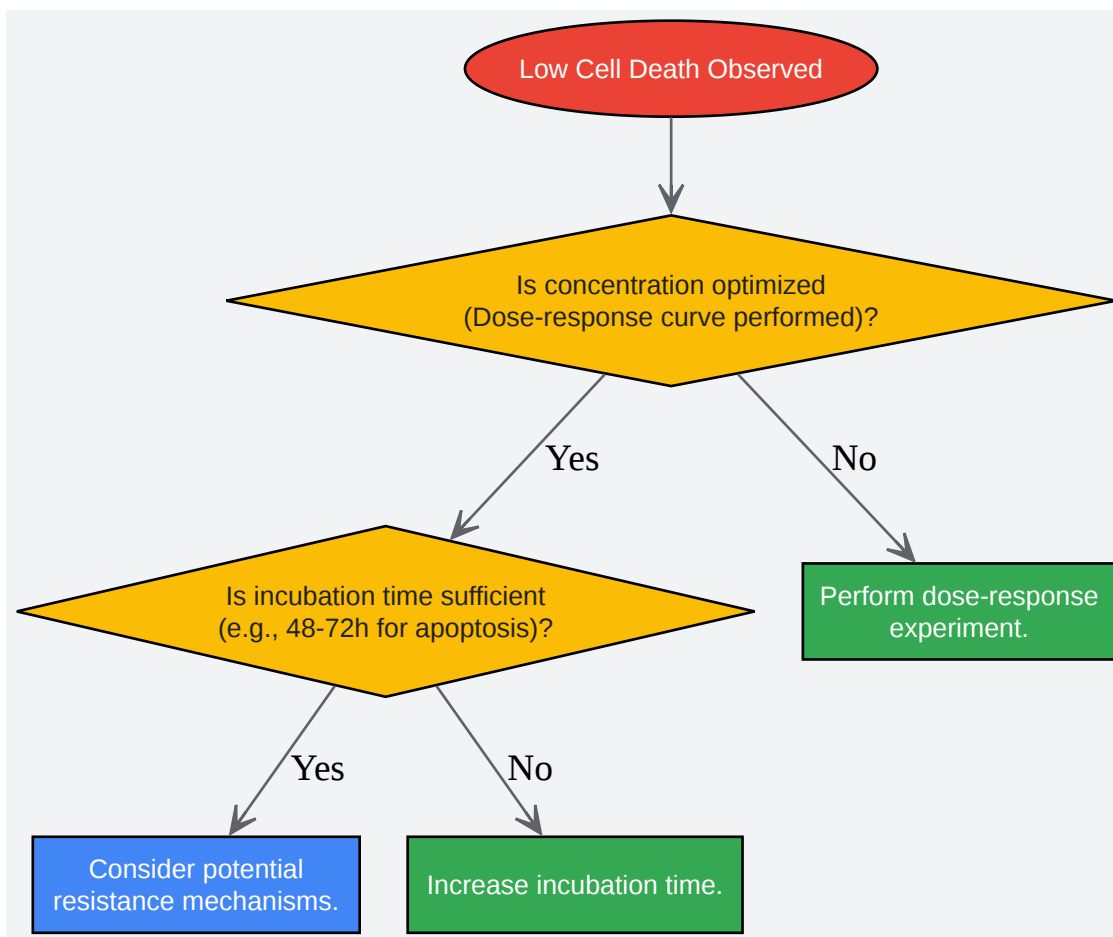 Low Cell Death Observed
Is concentration optimized
(Dose-response curve performed)?
Yes
No
Is incubation time sufficient
(e.g., 48-72h for apoptosis)?
Perform dose-response
experiment.
Yes
No
Consider potential
resistance mechanisms.
Increase incubation time.